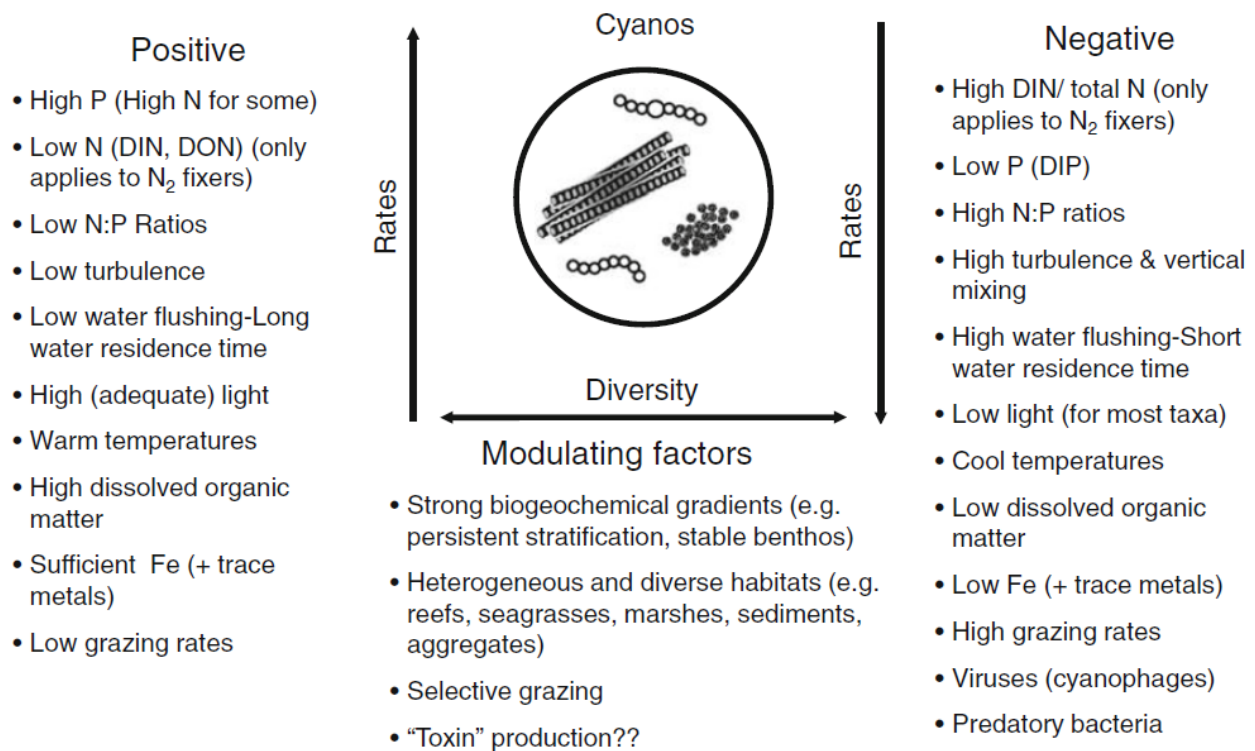 Positive
• High P (High N for some)
• Low N (DIN, DON) (only
applies to N₂ fixers)
• Low N:P Ratios
• Low turbulence
• Low water flushing-Long
water residence time
• High (adequate) light
• Warm temperatures
• High dissolved organic
matter
• Sufficient Fe (+ trace
metals)
• Low grazing rates
Rates
Cyanos
Diversity
Rates
Modulating factors
• Strong biogeochemical gradients (e.g.
persistent stratification, stable benthos)
• Heterogeneous and diverse habitats (e.g.
reefs, seagrasses, marshes, sediments,
aggregates)
• Selective grazing
• “Toxin” production??
Negative
• High DIN/ total N (only
applies to N₂ fixers)
• Low P (DIP)
• High N:P ratios
• High turbulence & vertical
mixing
• High water flushing-Short
water residence time
• Low light (for most taxa)
• Cool temperatures
• Low dissolved organic
matter
• Low Fe (+ trace metals)
• High grazing rates
• Viruses (cyanophages)
• Predatory bacteria